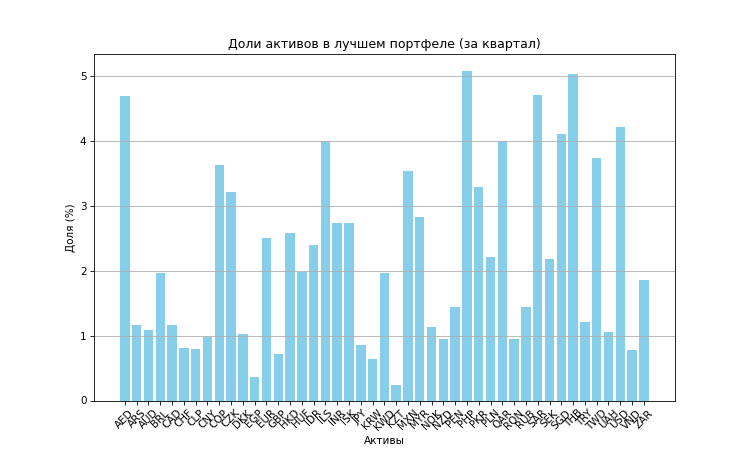 Доли активов в лучшем портфеле (за квартал)
Доля (%)
5
4
3
2
1
0
AED ARS AUD BRL CAD CHF CLP CNY COP CZK DKK EGP EUR GBP HKD HUF IDR ILS INR ISK JPY KRW KWD KZT MXN MYR NOK NZD PEN PHP PKR PLN QAR RON RUB SAR SEK SGD THB TRY TWD UAH USD VND ZAR
Активы